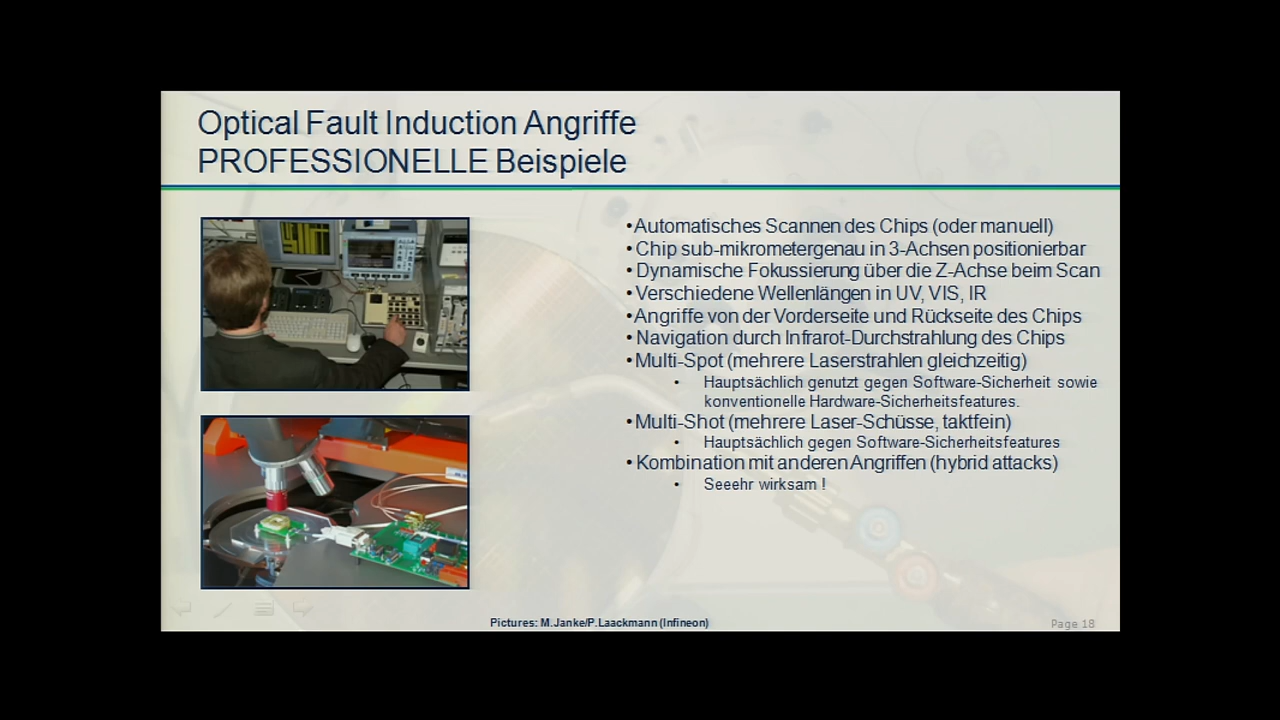 Optical Fault Induction Angriffe
PROFESSIONELLE Beispiele
•Automatisches Scannen des Chips (oder manuell)
•Chip sub-mikrometergenau in 3-Achsen positionierbar
•Dynamische Fokussierung über die Z-Achse beim Scan
•Verschiedene Wellenlängen in UV, VIS, IR
•Angriffe von der Vorderseite und Rückseite des Chips
•Navigation durch Infrarot-Durchstrahlung des Chips
•Multi-Spot (mehrere Laserstrahlen gleichzeitig)
• Hauptsächlich genutzt gegen Software-Sicherheit sowie
konventionelle Hardware-Sicherheitsfeatures.
•Multi-Shot (mehrere Laser-Schüsse, taktfein)
• Hauptsächlich gegen Software-Sicherheitsfeatures
•Kombination mit anderen Angriffen (hybrid attacks)
• Seeehr wirksam !
Pictures: M.Janke/P.Laackmann (Infineon)
Page 18